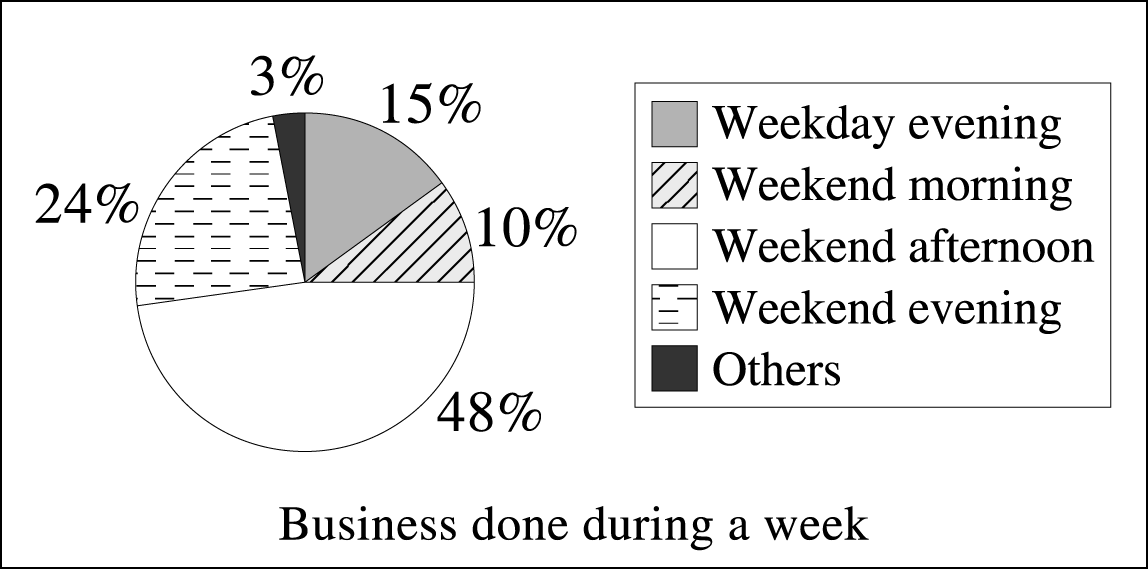 3%
15%
24%
10%
48%
Weekday evening
Weekend morning
Weekend afternoon
Weekend evening
Others
Business done during a week